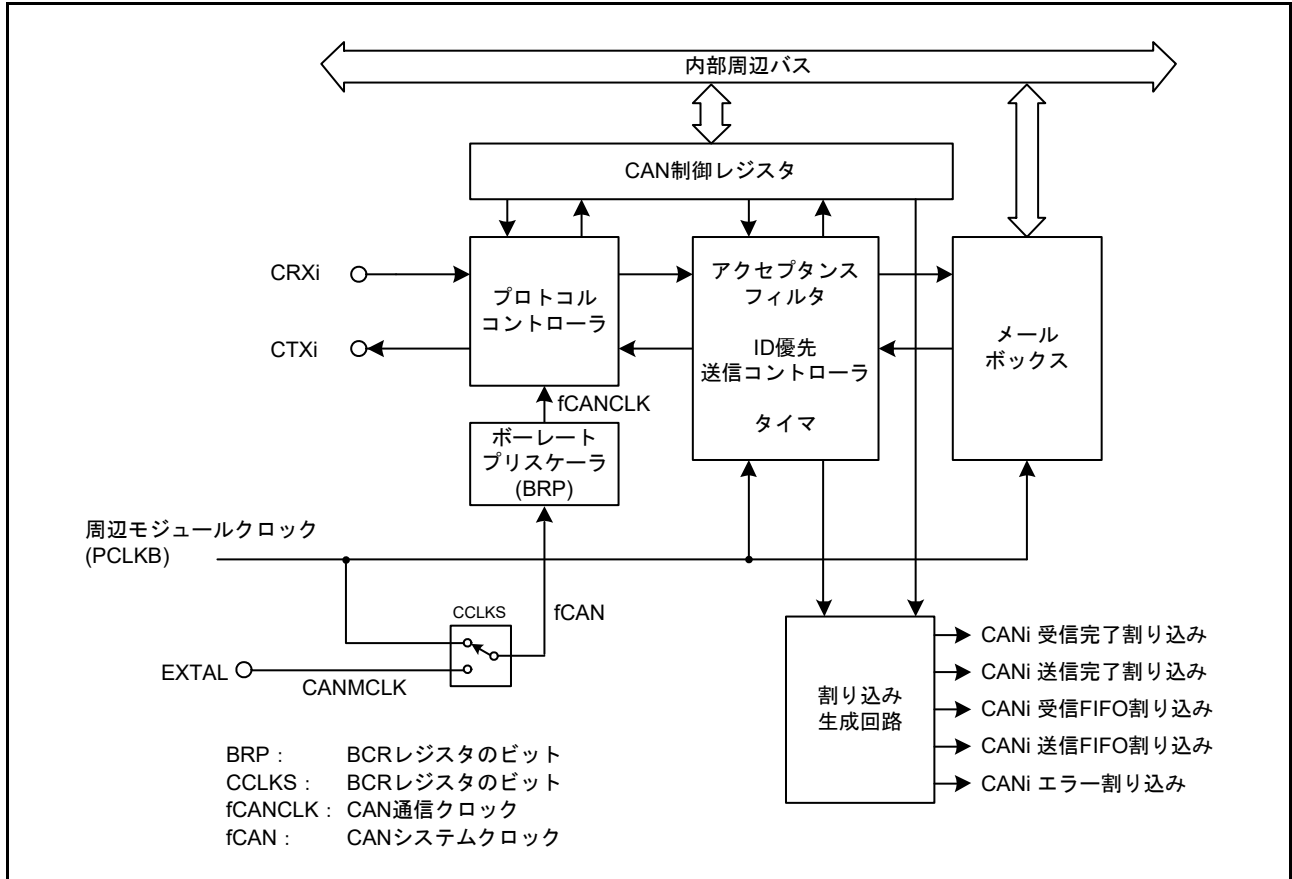 内部周辺バス
CAN制御レジスタ
CRXi
CTXi
プロトコル
コントローラ
アクセプタンス
フィルタ
ID優先
送信コントローラ
タイマ
メール
ボックス
fCANCLK
ボーレート
プリスケーラ
(BRP)
周辺モジュールクロック
(PCLKB)
CCLKS
fCAN
EXTAL
CANMCLK
割り込み
生成回路
CANi 受信完了割り込み
CANi 送信完了割り込み
CANi 受信FIFO割り込み
CANi 送信FIFO割り込み
CANi エラー割り込み
BRP : BCRレジスタのビット
CCLKS : BCRレジスタのビット
fCANCLK : CAN通信クロック
fCAN : CANシステムクロック